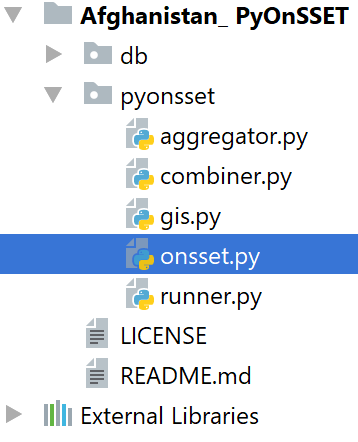 Afghanistan_ PyOnSSET
db
pyonsset
aggregator.py
combiner.py
gis.py
onsset.py
runner.py
LICENSE
README.md
External Libraries